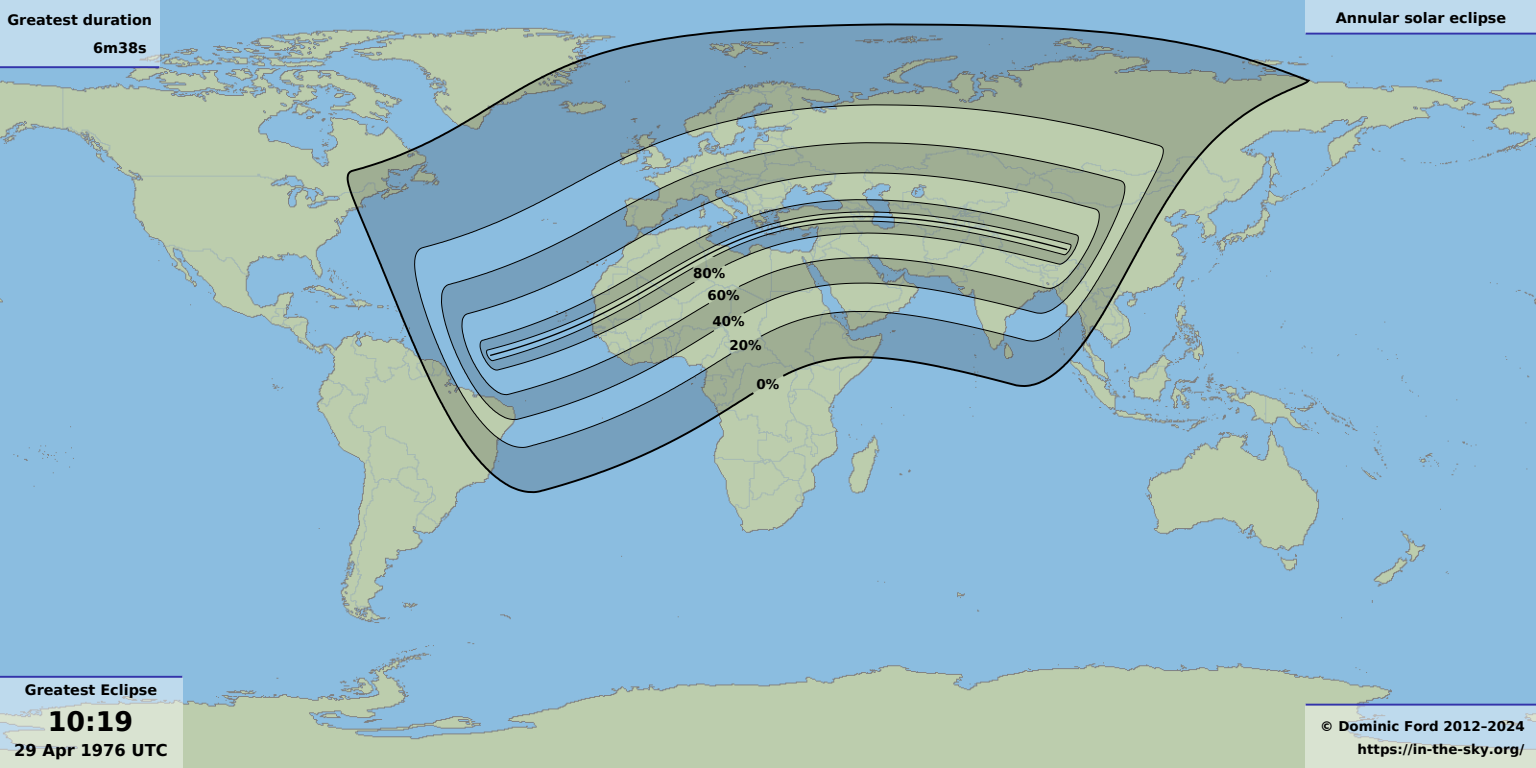 Greatest duration
6m38s
Annular solar eclipse
80%
60%
40%
20%
0%
Greatest Eclipse
10:19
29 Apr 1976 UTC
© Dominic Ford 2012–2024
https://in-the-sky.org/